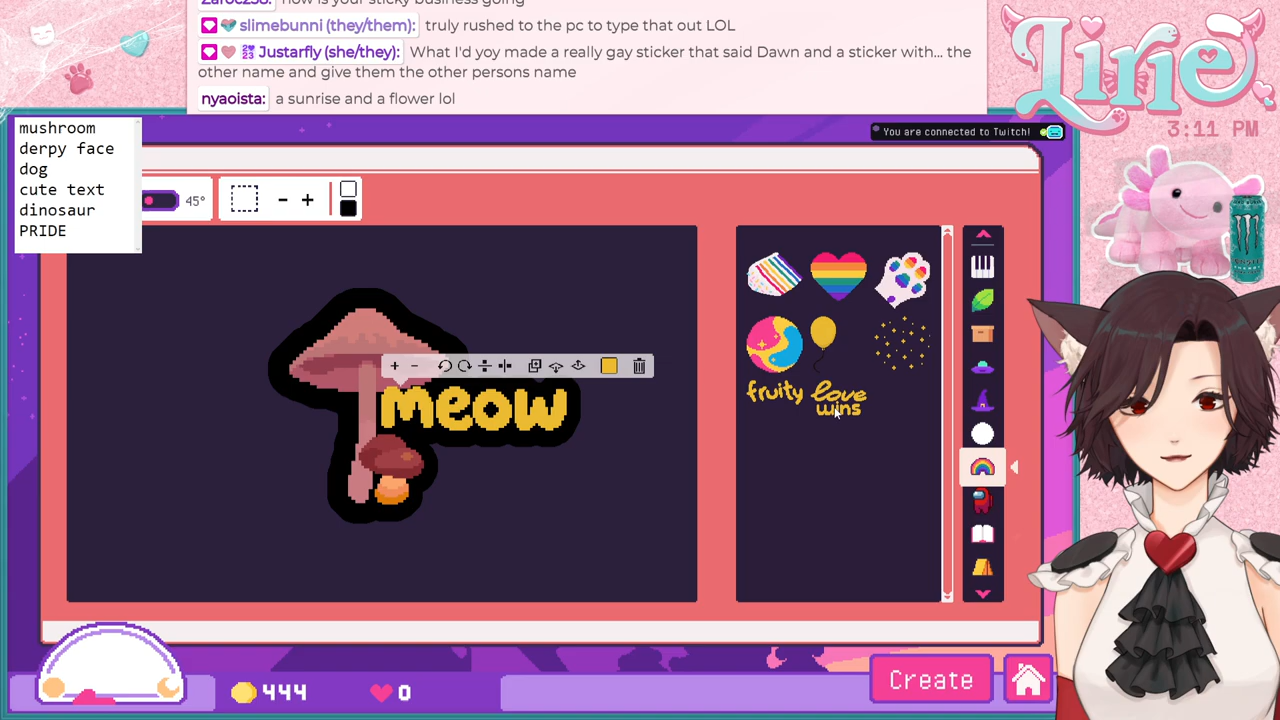 slimebunni (they/them): truly rushed to the pc to type that out LOL
Justarfly (she/they): What I'd yoy made a really gay sticker that said Dawn and a sticker with... the
other name and give them the other persons name
nyaoista: a sunrise and a flower lol
Lirie
3:11 PM
You are connected to Twitch!
mushroom
derpy face
dog
cute text
dinosaur
PRIDE
45°
meow
fruity love
wins
444
0
Create